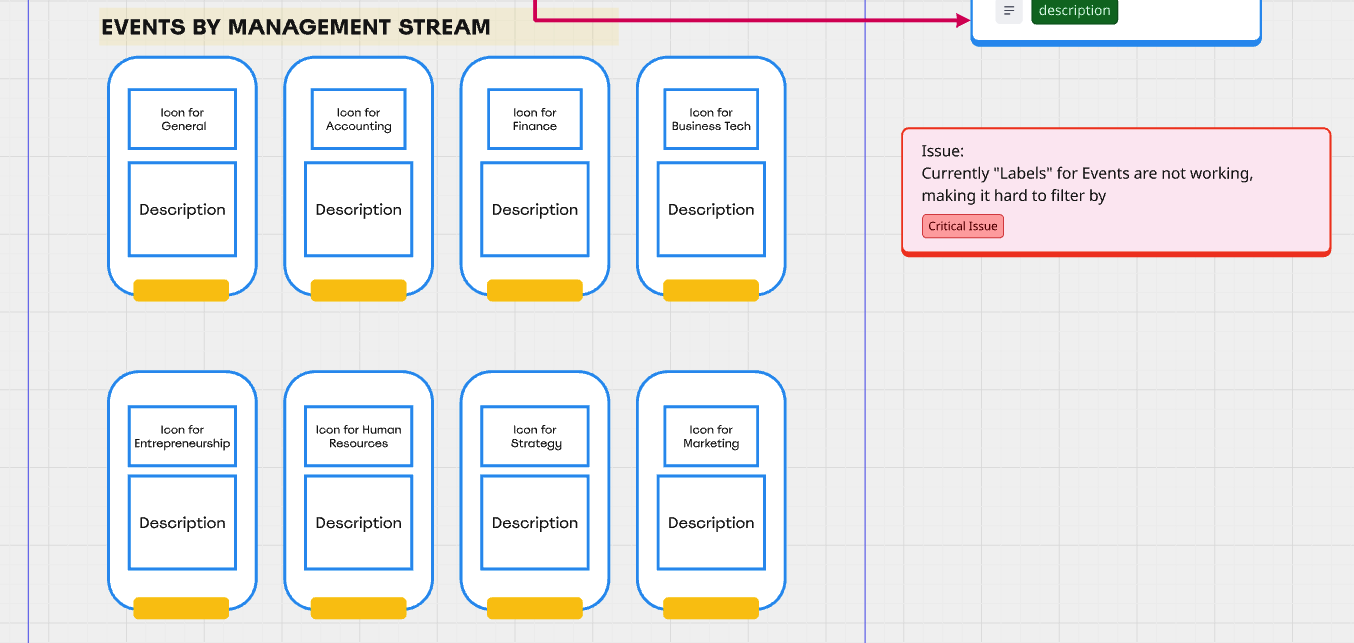 EVENTS BY MANAGEMENT STREAM
description
Icon for
General
Icon for
Accounting
Icon for
Finance
Icon for
Business Tech
Description
Description
Description
Description
Issue:
Currently "Labels" for Events are not working,
making it hard to filter by
Critical Issue
Icon for
Entrepreneurship
Icon for Human
Resources
Icon for
Strategy
Icon for
Marketing
Description
Description
Description
Description